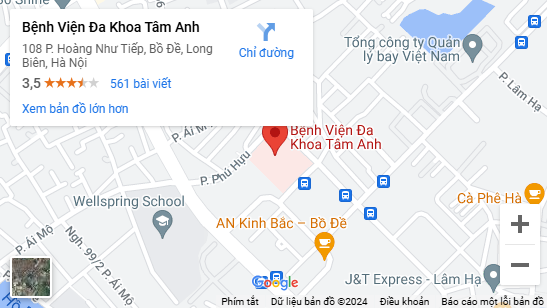 Bệnh Viện Đa Khoa Tâm Anh
108 P. Hoàng Như Tiếp, Bồ Đề, Long
Biên, Hà Nội
3,5
561 bài viết
Xem bản đồ lớn hơn
Chỉ đường
Tổng công ty Quản
lý bay Việt Nam
P. Lâm Hạ
P. Ái Mộ
Bệnh Viện Đa
Khoa Tâm Anh
P. Phú Hựu
Wellspring School
Cà Phê Hà
AN Kinh Bắc – Bồ Đề
P. Ái Mộ
Ngh. 99/2 P. Ái Mộ
Google
J&T Express - Lâm Hạ
Phím tắt
Dữ liệu bản đồ ©2024
Điều khoản
Báo cáo một lỗi bản đồ